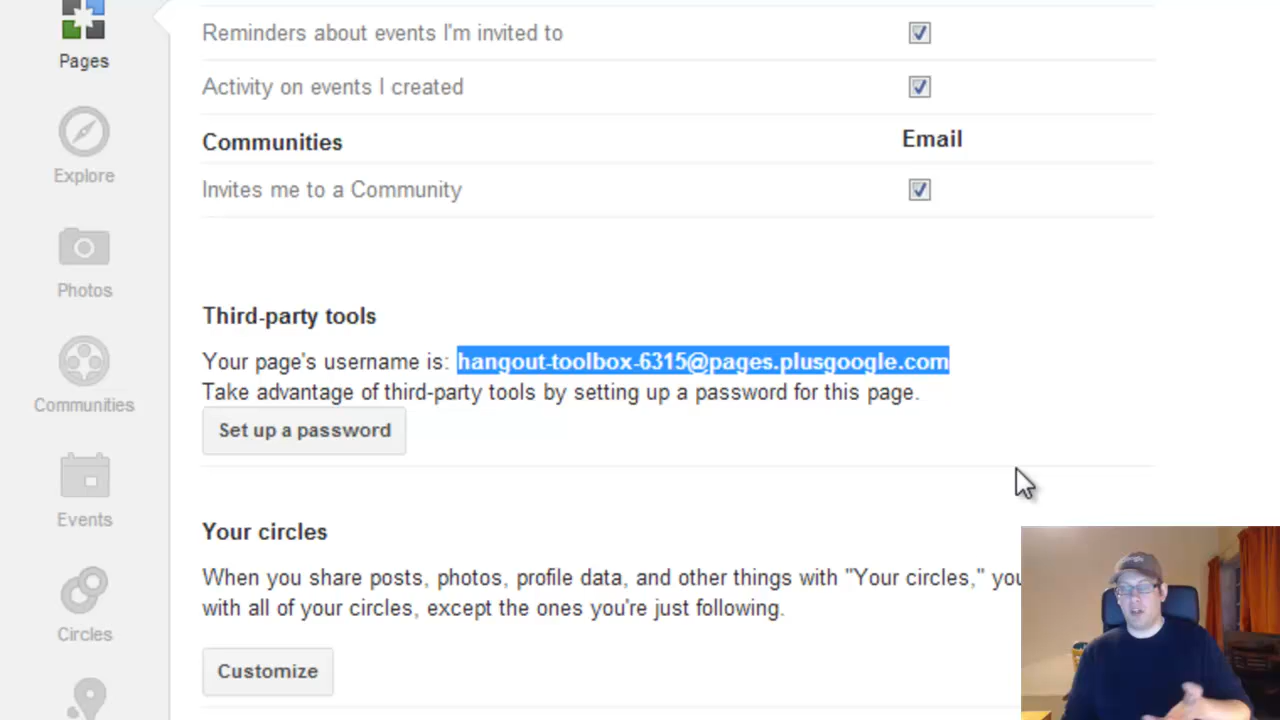 Pages
Explore
Photos
Communities
Events
Circles
Reminders about events I'm invited to
Activity on events I created
Communities Email
Invites me to a Community
Third-party tools
Your page's username is: hangout-toolbox-6315@pages.plusgoogle.com
Take advantage of third-party tools by setting up a password for this page.
Set up a password
Your circles
When you share posts, photos, profile data, and other things with "Your circles," you
with all of your circles, except the ones you're just following.
Customize